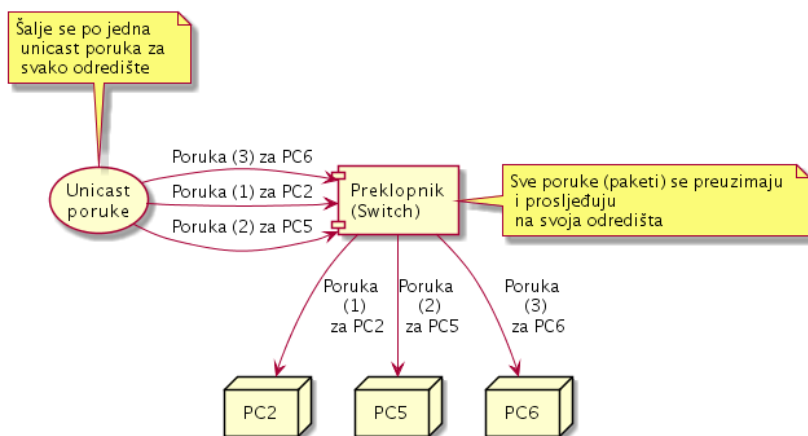 Šalje se po jedna
unicast poruka za
svako odredište
Poruka (3) za PC6
Unicast
poruke
Poruka (1) za PC2
Poruka (2) za PC5
Preklopnik
(Switch)
Sve poruke (paketi) se preuzimaju
i prosljeđuju
na svoja odredišta
Poruka
(1)
za PC2
Poruka
(2)
za PC5
Poruka
(3)
za PC6
PC2
PC5
PC6